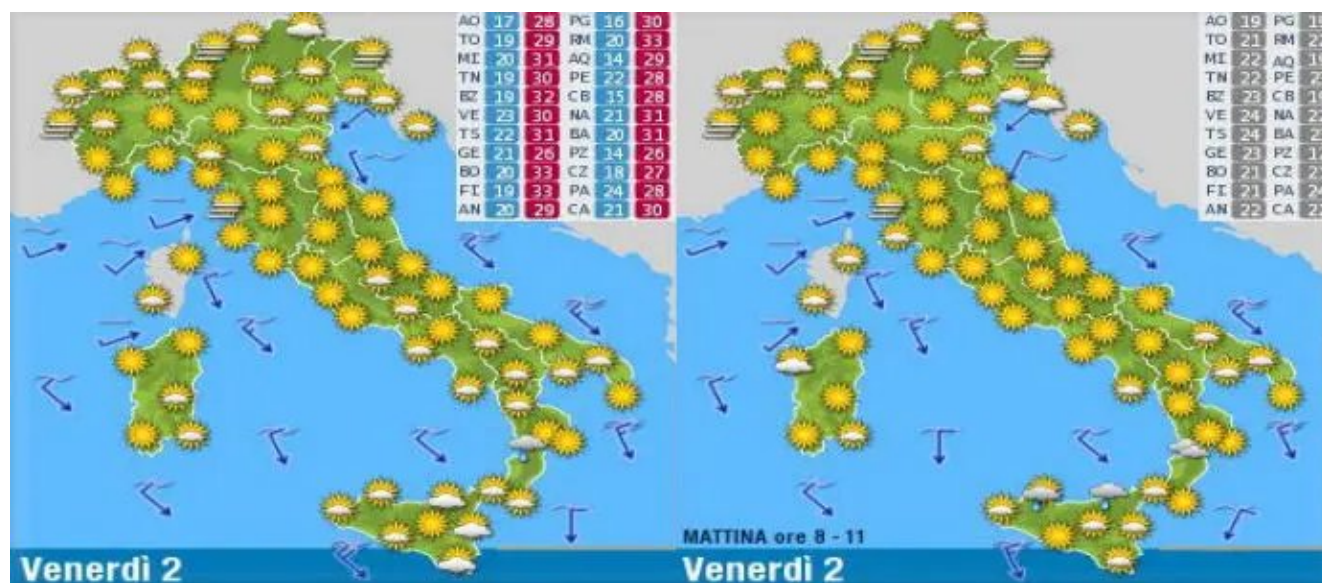 AO 17 28 PG 16 30
TO 19 29 RM 20 33
MI 20 31 AQ 14 29
TN 19 30 PE 22 28
BZ 19 32 CB 15 28
VE 23 30 NA 21 31
TS 22 31 BA 20 31
GE 21 26 PZ 14 26
BO 20 33 CZ 18 27
FI 19 33 PA 24 28
AN 20 29 CA 21 30
Venerdì 2
AO 19 PG
TO 21 RM
MI 22 AQ
TN 22 PE
BZ 23 CB
VE 24 NA
TS 24 BA
GE 23 PZ
BO 21 CZ
FI 21 PA
AN 22 CA
MATTINA ore 8 - 11
Venerdì 2